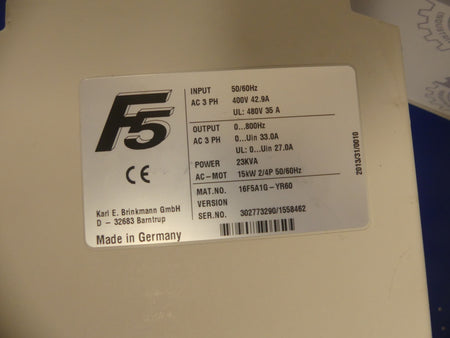 F5
CE
Karl E. Brinkmann GmbH
D - 32683 Barntrup
Made in Germany
INPUT 50/60Hz
AC 3 PH 400V 42.9A
UL: 480V 35 A
OUTPUT 0...800Hz
AC 3 PH 0...Uin 33.0A
UL: 0...Uin 27.0A
POWER 23KVA
AC-MOT 15kW 2/4P 50/60Hz
MAT.NO. 16F5A1G-YR60
VERSION
SER.NO. 302773290/1558462
2013/31/0010